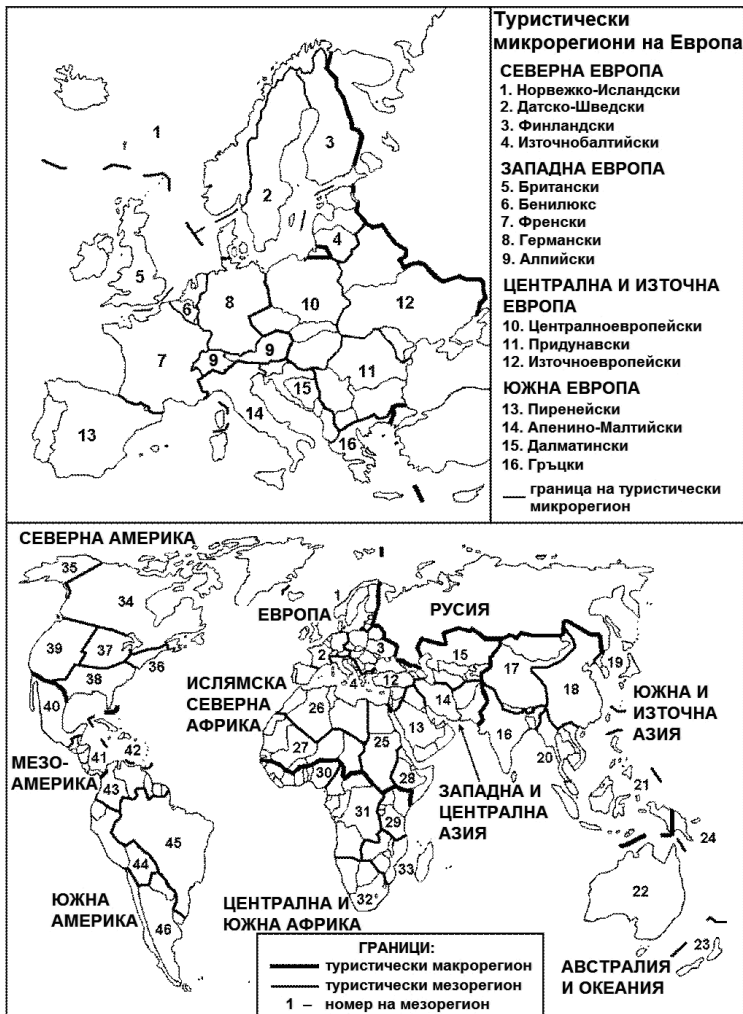 Туристически
микрорегиони на Европа
СЕВЕРНА ЕВРОПА
1. Норвежко-Исландски
2. Датско-Шведски
3. Финландски
4. Източнобалтийски
ЗАПАДНА ЕВРОПА
5. Британски
6. Бенилюкс
7. Френски
8. Германски
9. Алпийски
ЦЕНТРАЛНА И ИЗТОЧНА
ЕВРОПА
10. Централноевропейски
11. Придунавски
12. Източноевропейски
ЮЖНА ЕВРОПА
13. Пиренейски
14. Апенино-Малтийски
15. Далматински
16. Гръцки
граница на туристически
микрорегион
1
3
2
4
5
6
8
10
12
7
9
9
11
15
13
14
16
СЕВЕРНА АМЕРИКА
35
34
39
37
36
38
40
МЕЗО-
АМЕРИКА
41
42
43
45
44
46
ЮЖНА
АМЕРИКА
ЕВРОПА
1
2
3
4
РУСИЯ
ИСЛЯМСКА
СЕВЕРНА
АФРИКА
26
27
25
30
28
31
29
33
32
ЦЕНТРАЛНА И
ЮЖНА АФРИКА
12
15
14
13
17
18
19
16
20
ЗАПАДНА И
ЦЕНТРАЛНА
АЗИЯ
ЮЖНА И
ИЗТОЧНА
АЗИЯ
21
24
22
23
АВСТРАЛИЯ
И ОКЕАНИЯ
ГРАНИЦИ:
туристически макрорегион
туристически мезорегион
1 – номер на мезорегион